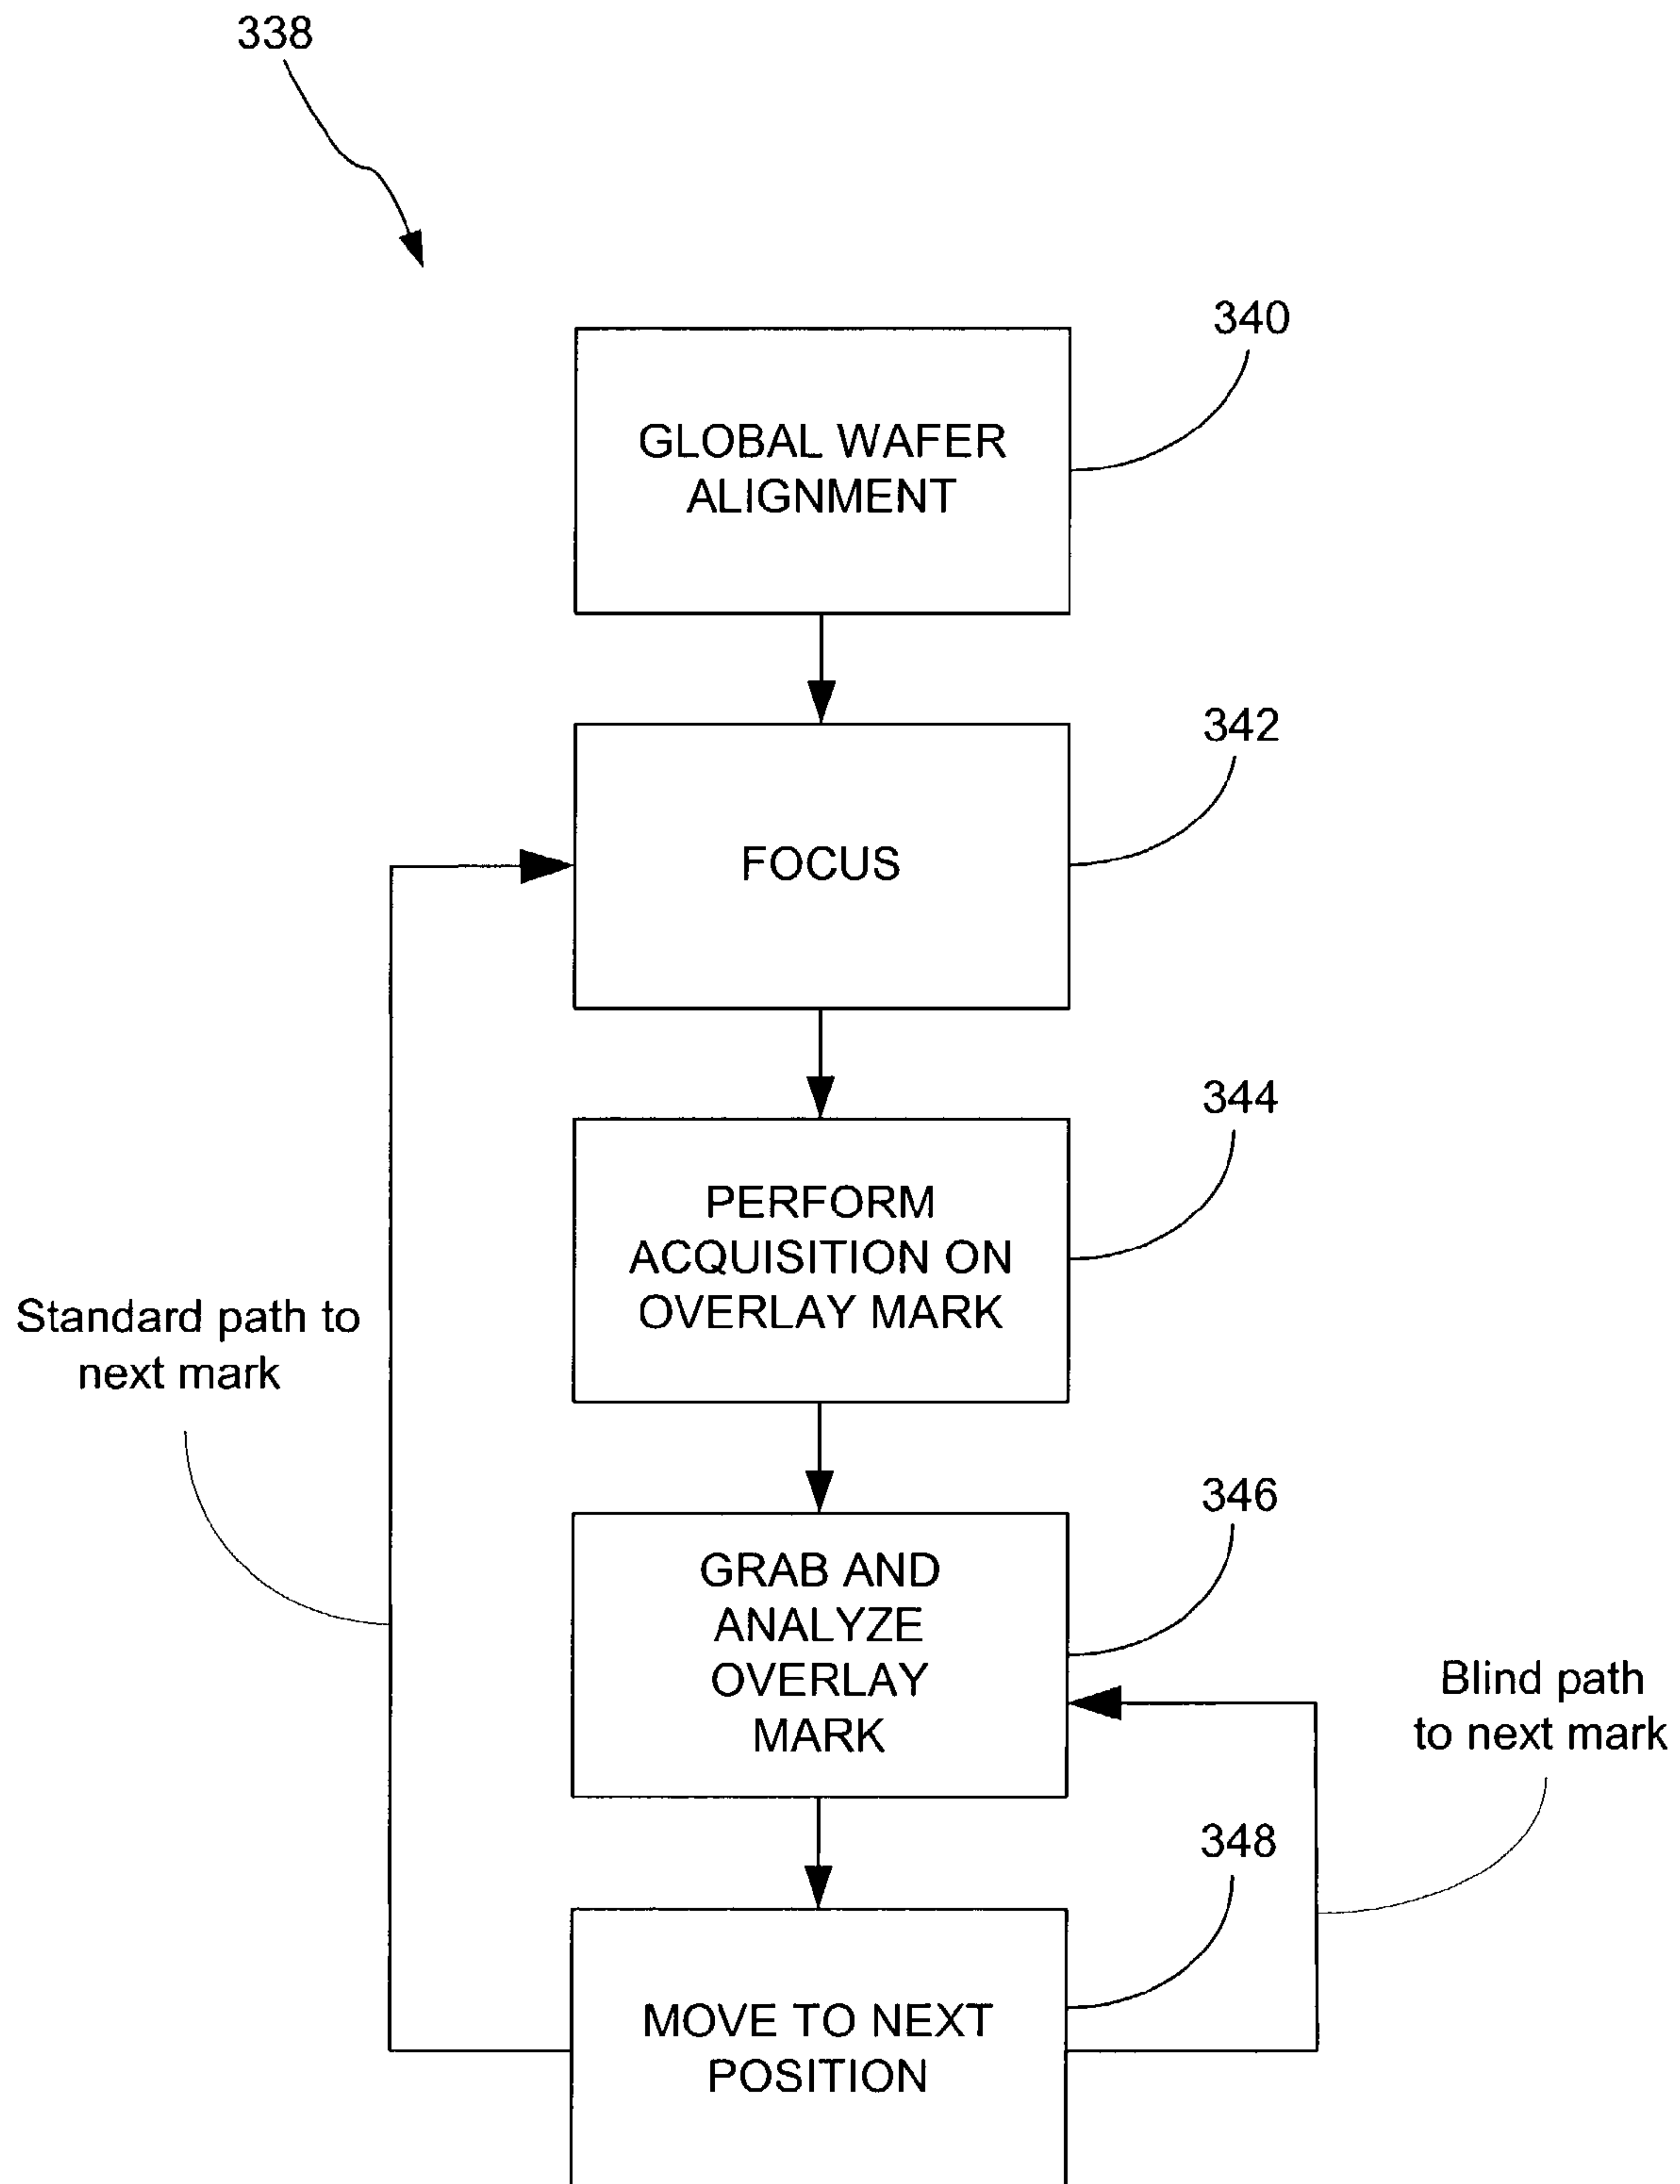 338
340
GLOBAL WAFER
ALIGNMENT
342
FOCUS
344
PERFORM
ACQUISITION ON
OVERLAY MARK
Standard path to
next mark
346
GRAB AND
ANALYZE
OVERLAY
MARK
Blind path
to next mark
348
MOVE TO NEXT
POSITION